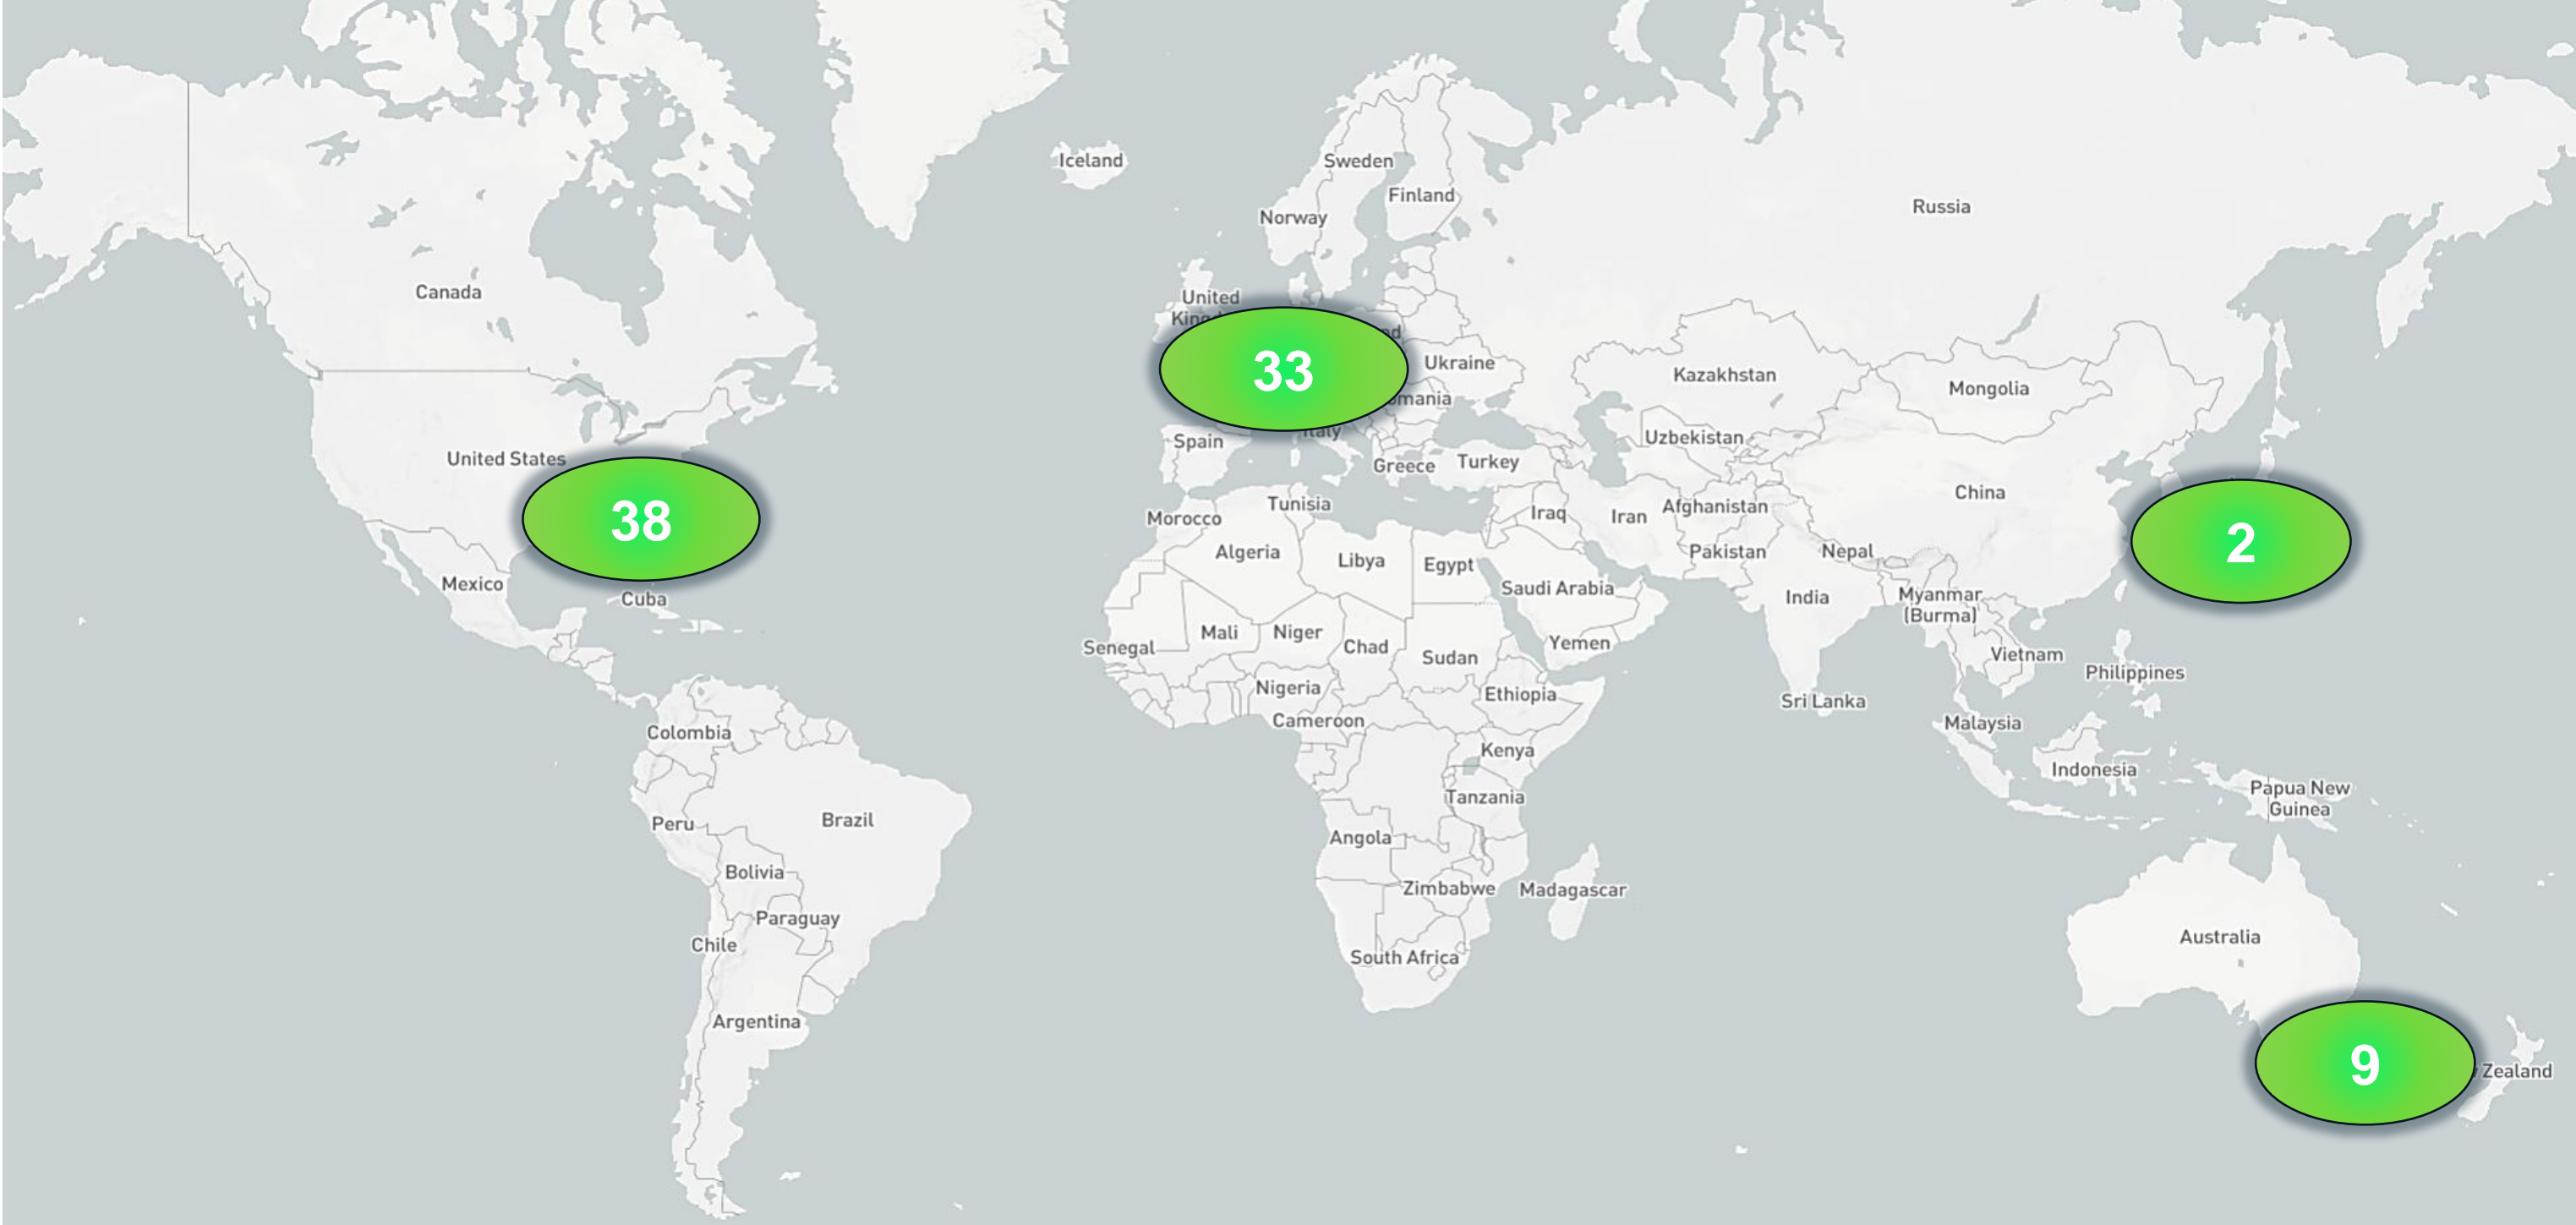 Iceland
Sweden
Finland
Norway
Russia
Canada
United
Ukraine
Kazakhstan
Mongolia
33
Spain
Italy
Greece
Turkey
Uzbekistan
United States
38
China
2
Tunisia
Morocco
Iraq
Iran
Afghanistan
Algeria
Libya
Egypt
Pakistan
Nepal
Mexico
Cuba
Saudi Arabia
India
Myanmar
(Burma)
Mali
Niger
Chad
Sudan
Yemen
Senegal
Vietnam
Philippines
Nigeria
Ethiopia
Sri Lanka
Cameroon
Malaysia
Colombia
Kenya
Indonesia
Papua New
Guinea
Tanzania
Peru
Brazil
Angola
Bolivia
Zimbabwe
Madagascar
Paraguay
Chile
South Africa
Australia
Argentina
9
Zealand